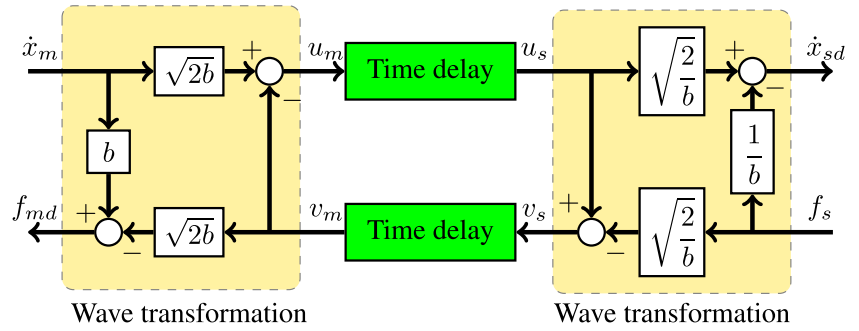 ẋ_m
√2b
+
−
u_m
Time delay
u_s
√(2/b)
+
−
ẋ_sd
b
1/b
f_md
+
−
√2b
v_m
Time delay
v_s
+
−
√(2/b)
f_s
Wave transformation
Wave transformation